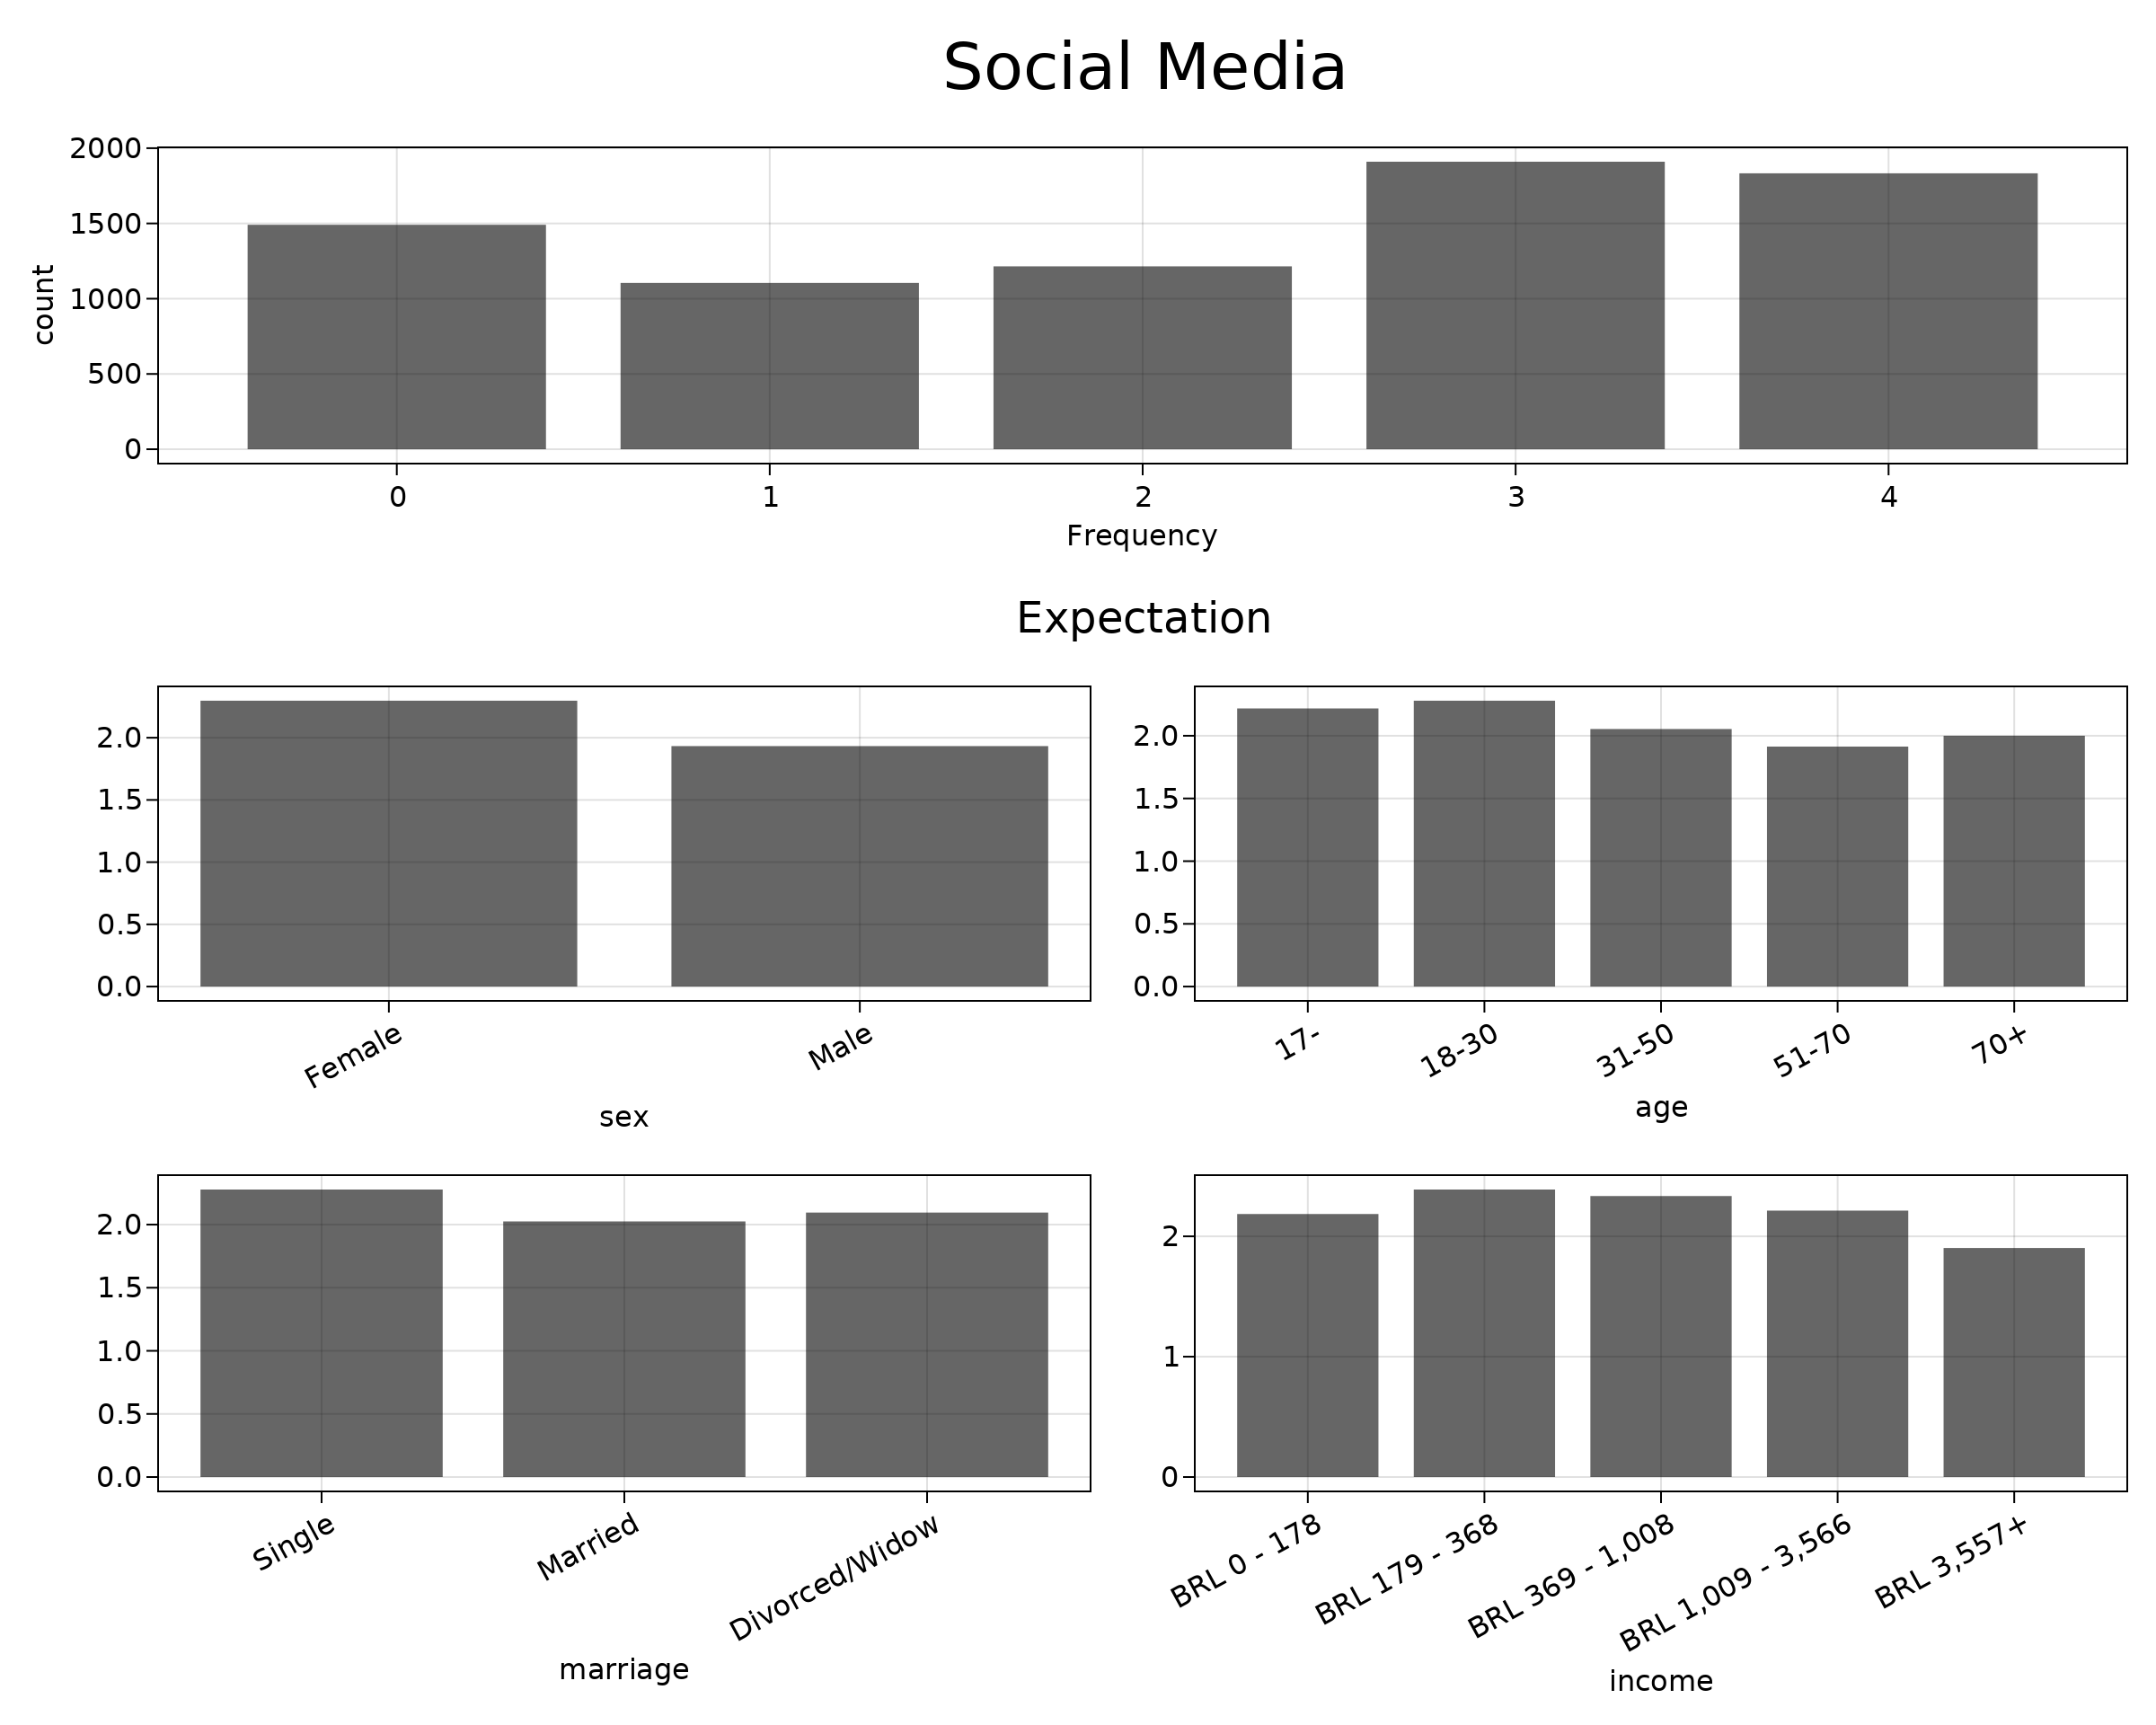 Social Media
2000
1500
1000
500
0
count
0 1 2 3 4
Frequency
Expectation
2.0
1.5
1.0
0.5
0.0
Female Male
sex
2.0
1.5
1.0
0.5
0.0
17- 18-30 31-50 51-70 70+
age
2.0
1.5
1.0
0.5
0.0
Single Married Divorced/Widow
marriage
2
1
0
BRL 0 - 178 BRL 179 - 368 BRL 369 - 1,008 BRL 1,009 - 3,566 BRL 3,557+
income